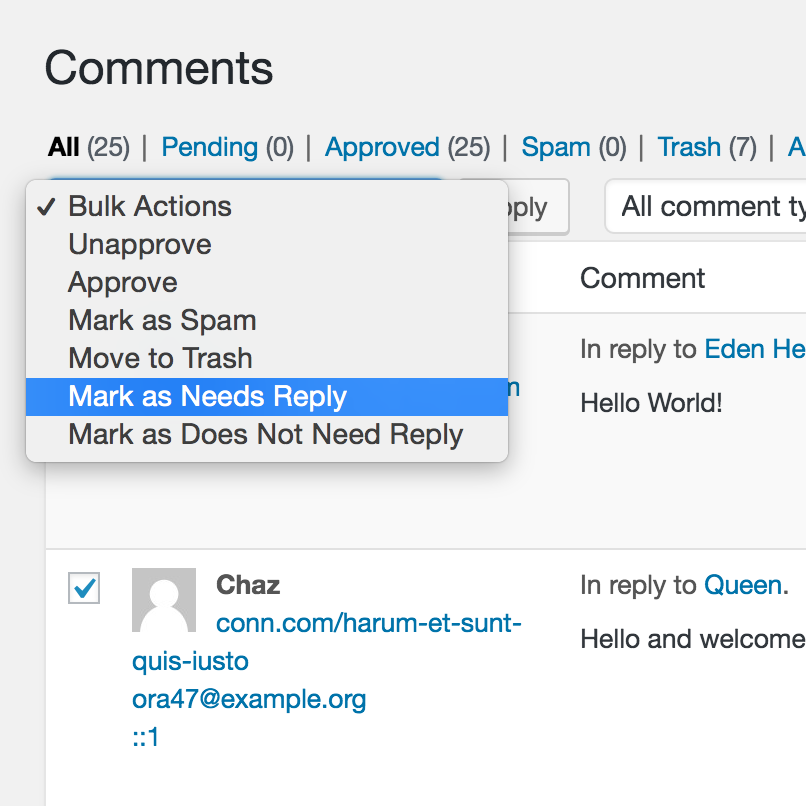 Comments
All (25) | Pending (0) | Approved (25) | Spam (0) | Trash (7) | A
✓ Bulk Actions
Unapprove
Approve
Mark as Spam
Move to Trash
Mark as Needs Reply
Mark as Does Not Need Reply
pply
All comment ty
Comment
In reply to Eden He
m
Hello World!
Chaz
conn.com/harum-et-sunt-
quis-iusto
ora47@example.org
::1
In reply to Queen.
Hello and welcome